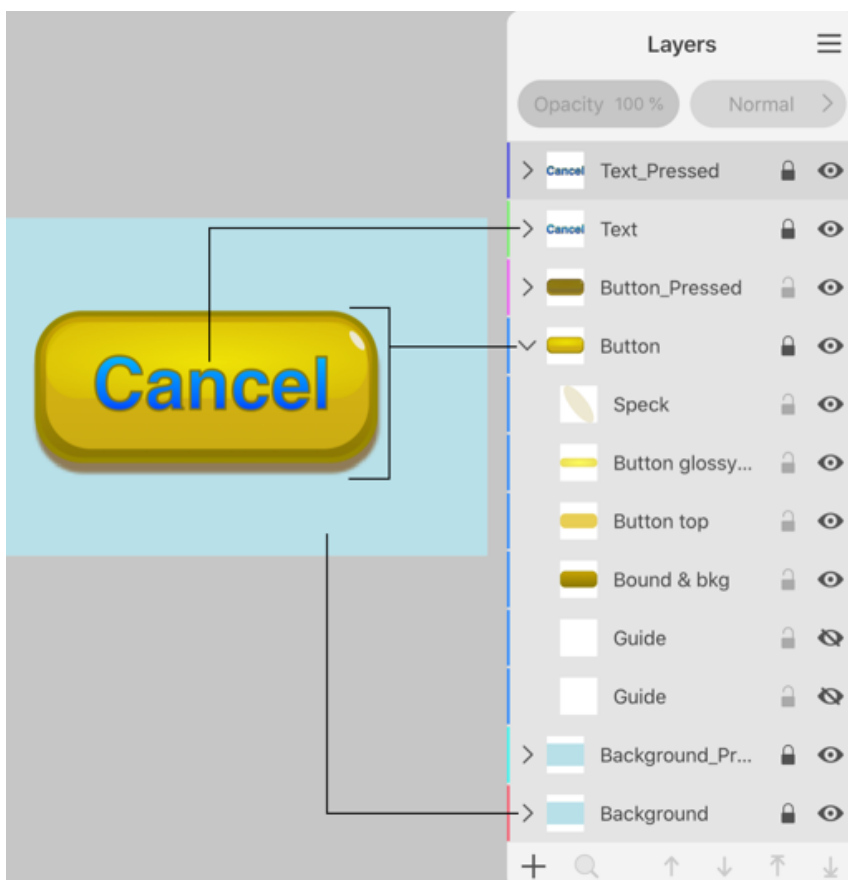 Layers
Opacity 100 %
Normal
Cancel Text_Pressed
Cancel Text
Button_Pressed
Button
Cancel
Speck
Button glossy...
Button top
Bound & bkg
Guide
Guide
Background_Pr...
Background